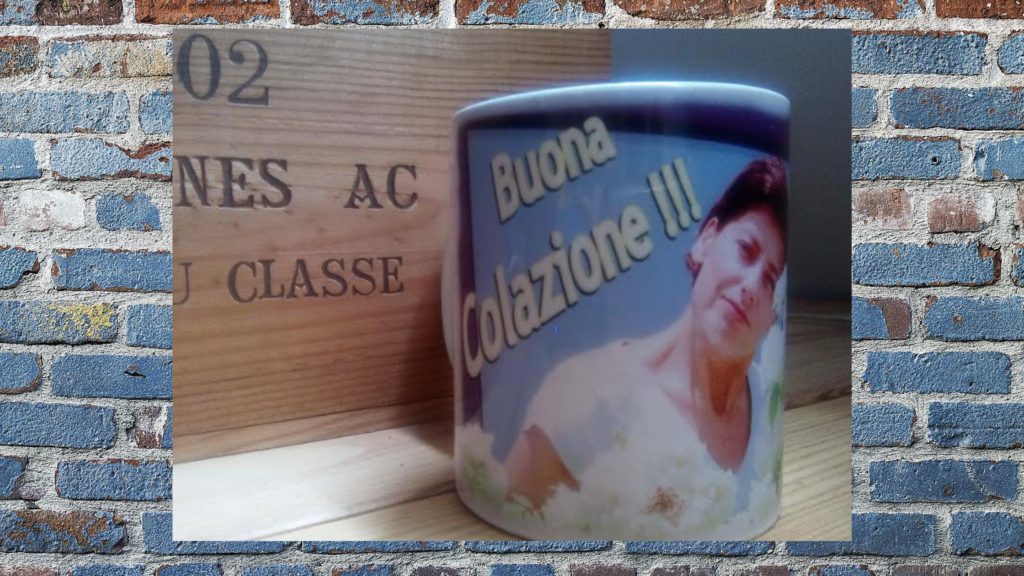 02
NES AC
U CLASSE
Buona
Colazione !!!